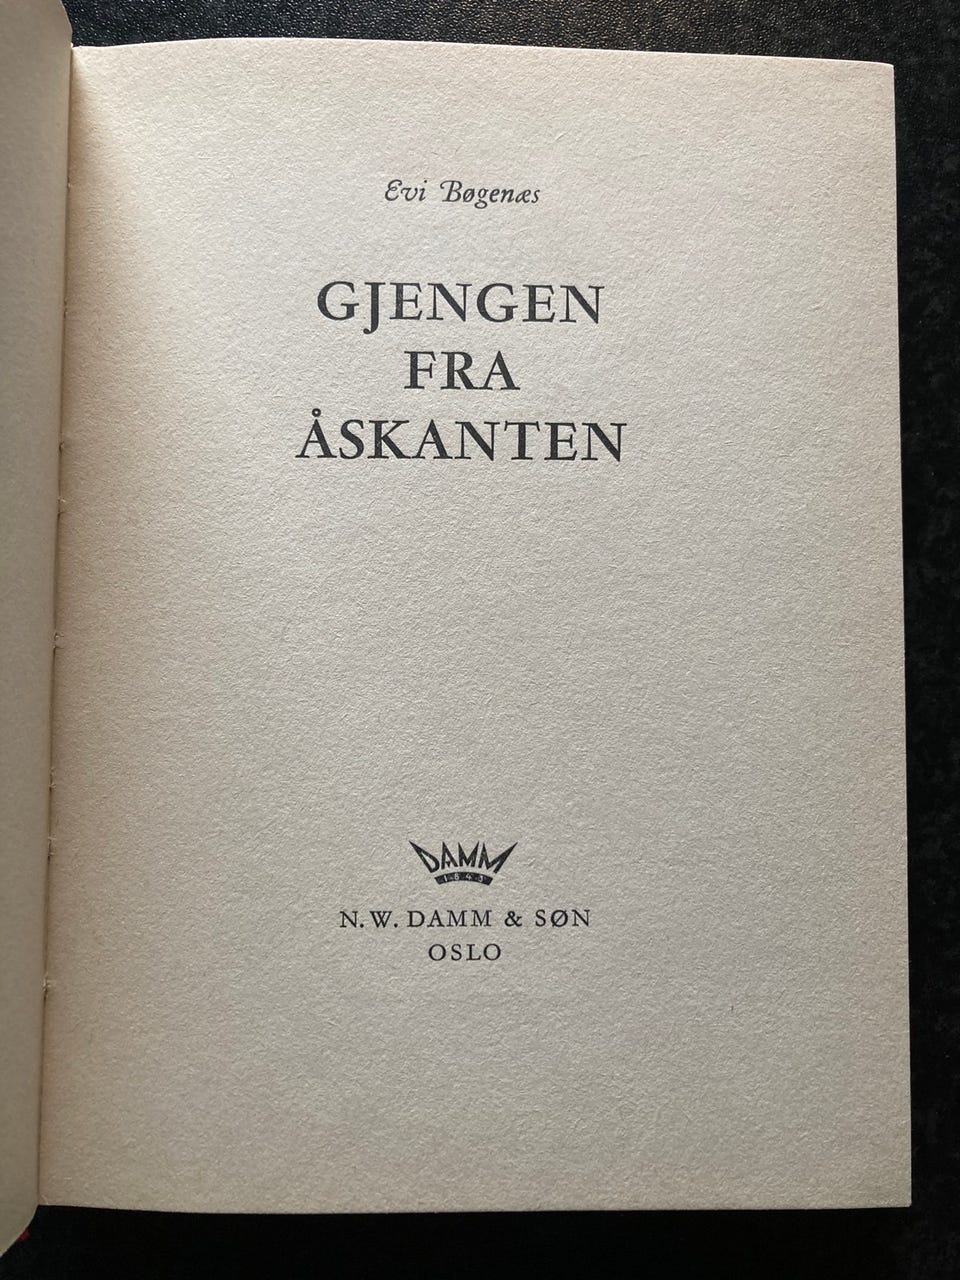 Evi Bøgenæs
GJENGEN
FRA
ÅSKANTEN
DAMM
1843
N.W. DAMM & SØN
OSLO